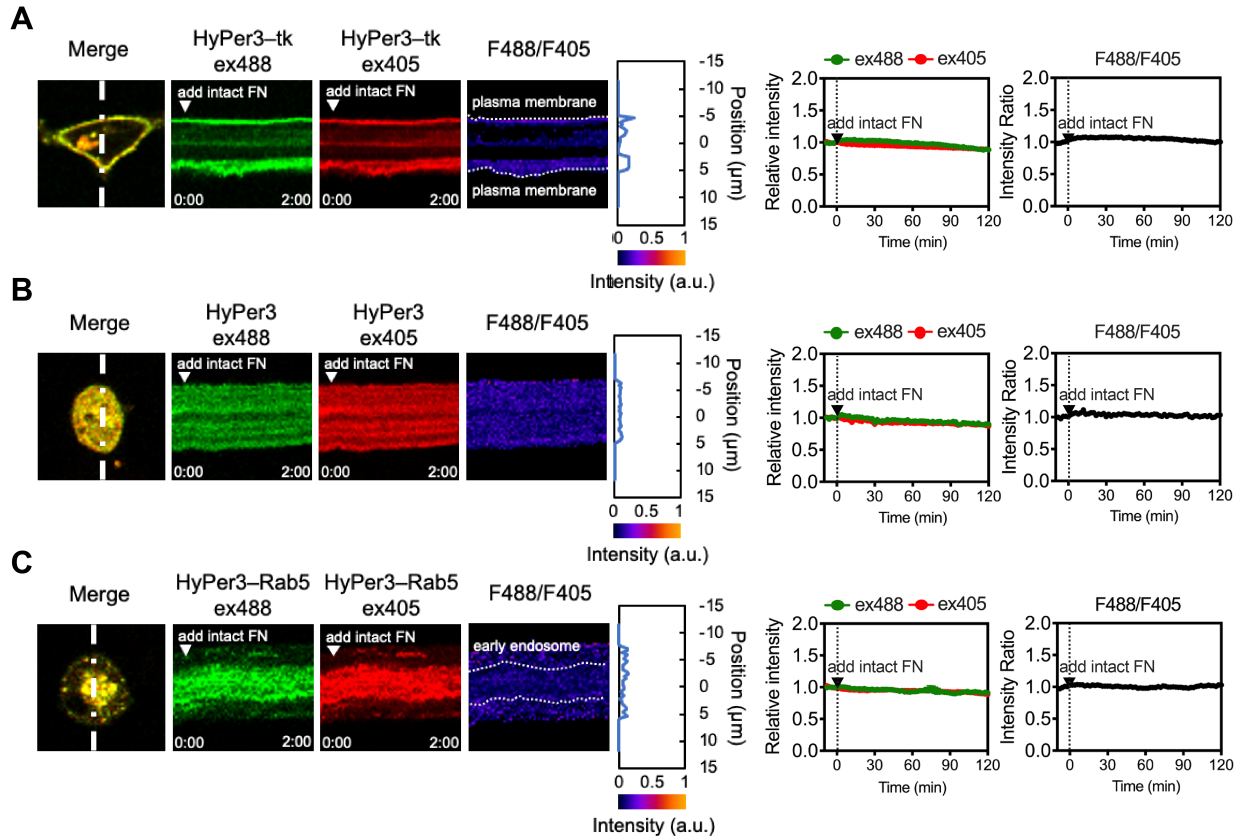 A
Merge
HyPer3–tk
ex488
HyPer3–tk
ex405
F488/F405
add intact FN
0:00
2:00
add intact FN
0:00
2:00
plasma membrane
plasma membrane
-15
-10
-5
0
5
10
15
Position (μm)
0 0.5 1
Intensity (a.u.)
ex488 ex405
Relative intensity
2.0
1.5
1.0
0.5
0.0
add intact FN
0 30 60 90 120
Time (min)
F488/F405
Intensity Ratio
2.0
1.5
1.0
0.5
0.0
add intact FN
0 30 60 90 120
Time (min)
B
Merge
HyPer3
ex488
HyPer3
ex405
F488/F405
add intact FN
0:00
2:00
add intact FN
0:00
2:00
-15
-10
-5
0
5
10
15
Position (μm)
0 0.5 1
Intensity (a.u.)
ex488 ex405
Relative intensity
2.0
1.5
1.0
0.5
0.0
add intact FN
0 30 60 90 120
Time (min)
F488/F405
Intensity Ratio
2.0
1.5
1.0
0.5
0.0
add intact FN
0 30 60 90 120
Time (min)
C
Merge
HyPer3–Rab5
ex488
HyPer3–Rab5
ex405
F488/F405
add intact FN
0:00
2:00
add intact FN
0:00
2:00
early endosome
-15
-10
-5
0
5
10
15
Position (μm)
0 0.5 1
Intensity (a.u.)
ex488 ex405
Relative intensity
2.0
1.5
1.0
0.5
0.0
add intact FN
0 30 60 90 120
Time (min)
F488/F405
Intensity Ratio
2.0
1.5
1.0
0.5
0.0
add intact FN
0 30 60 90 120
Time (min)